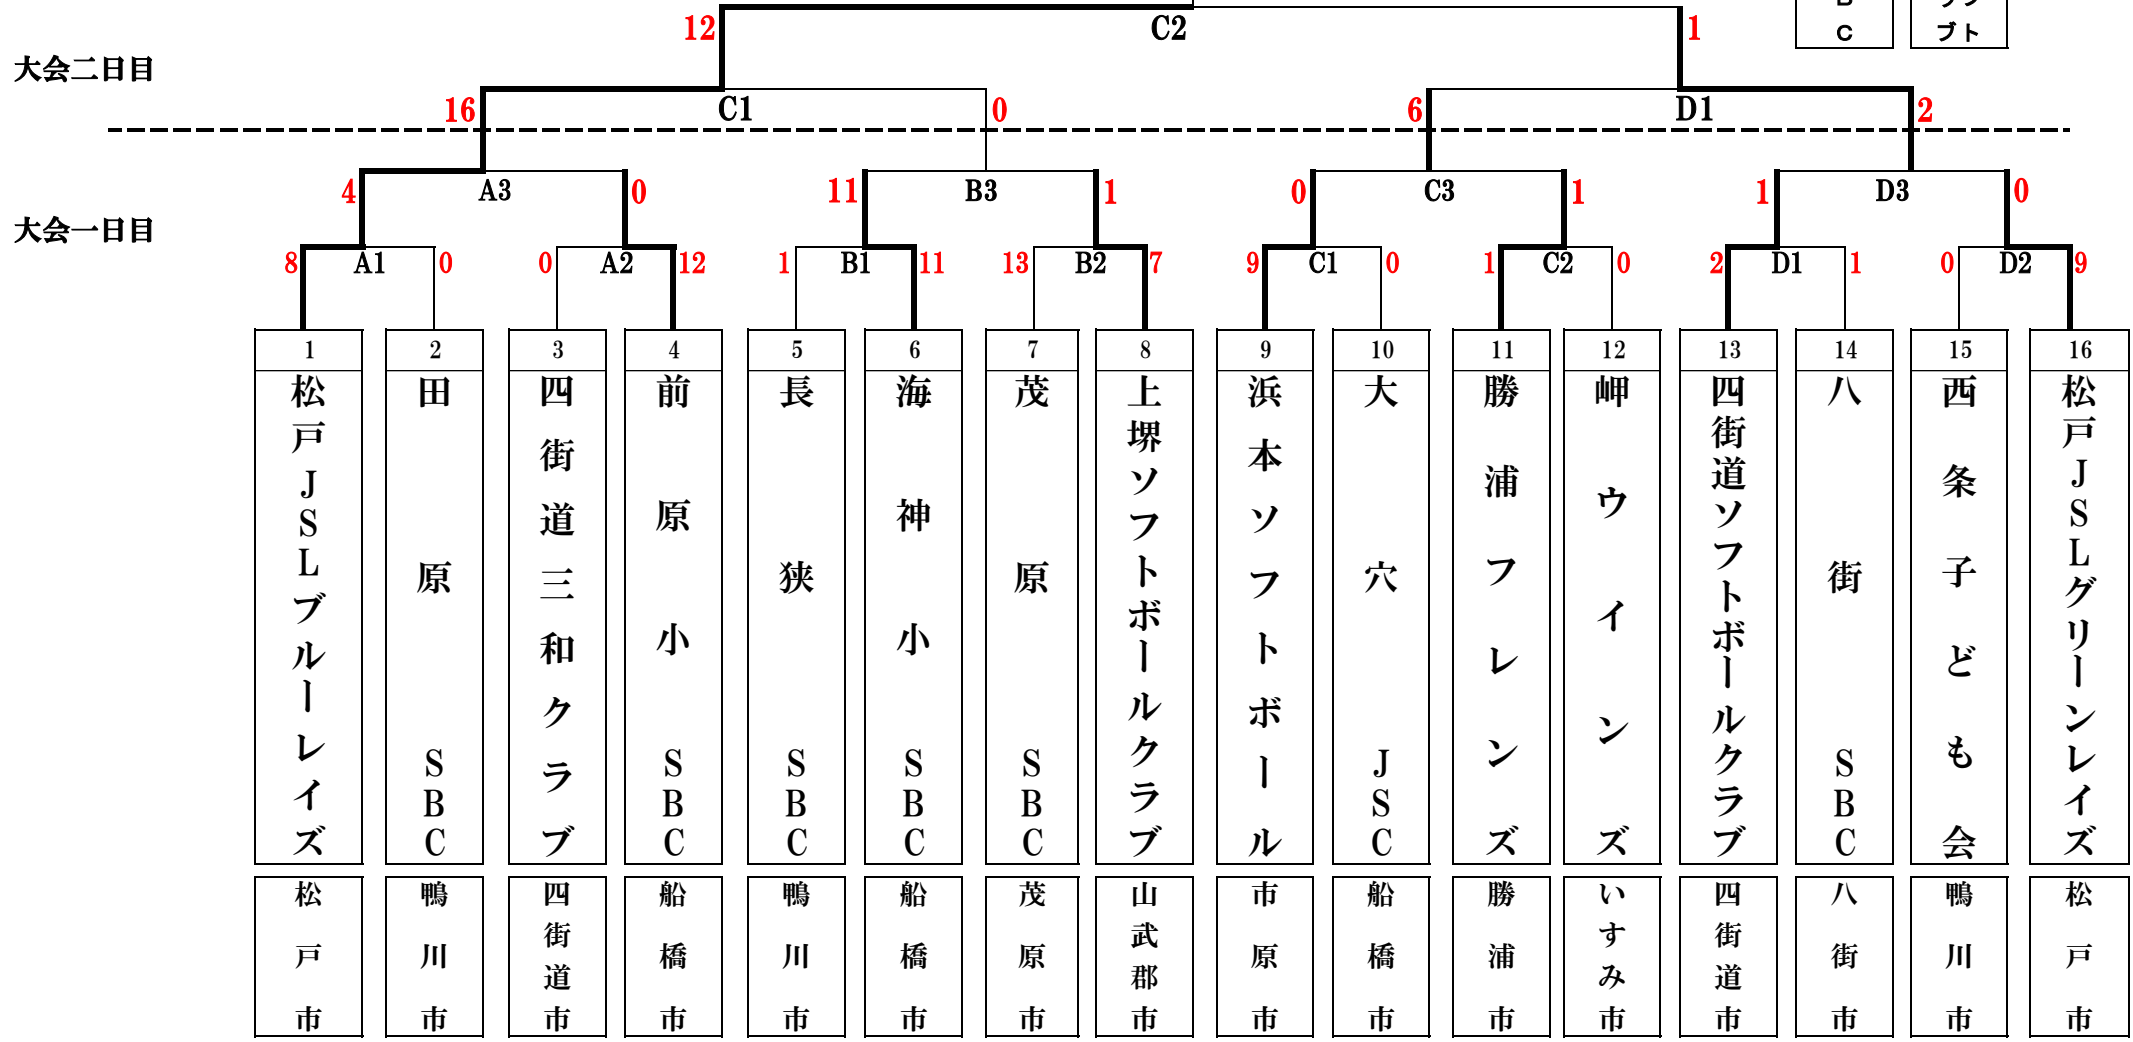 B
C
ブト
12
C2
1
大会二日目
16
C1
0
6
D1
2
4
A3
0
11
B3
1
0
C3
1
1
D3
0
大会一日目
8
A1
0
0
A2
12
1
B1
11
13
B2
7
9
C1
0
1
C2
0
2
D1
1
0
D2
9
1
松戸JSLブルーレイズ
松戸市
2
田原SBC
鴨川市
3
四街道三和クラブ
四街道市
4
前原小SBC
船橋市
5
長狭SBC
鴨川市
6
海神小SBC
船橋市
7
茂原SBC
茂原市
8
上堺ソフトボールクラブ
山武郡市
9
浜本ソフトボール
市原市
10
大穴JSC
船橋市
11
勝浦フレンズ
勝浦市
12
岬ウインズ
いすみ市
13
四街道ソフトボールクラブ
四街道市
14
八街SBC
八街市
15
西条子ども会
鴨川市
16
松戸JSLグリーンレイズ
松戸市